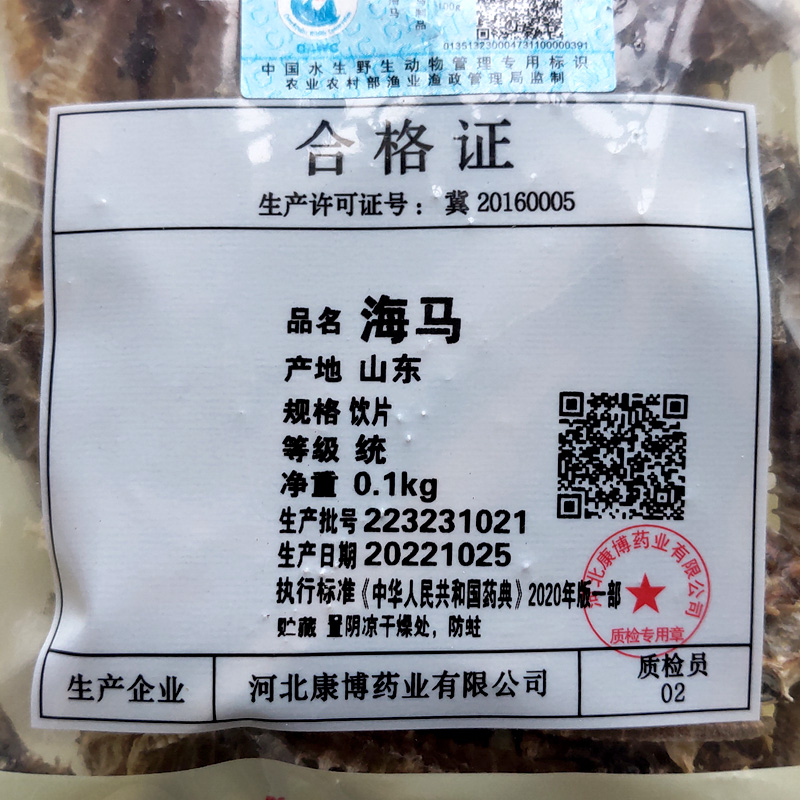 海马
100g
CAWC
0135132300047311000000391
中国水生野生动物管理专用标识
农业农村部渔业渔政管理局监制
合格证
生产许可证号：冀 20160005
品名 海马
产地 山东
规格 饮片
等级 统
净重 0.1kg
生产批号 223231021
生产日期 20221025
执行标准《中华人民共和国药典》2020年版一部
贮藏 置阴凉干燥处，防蛀
河北康博药业有限公司
质检专用章
生产企业 河北康博药业有限公司 质检员
02